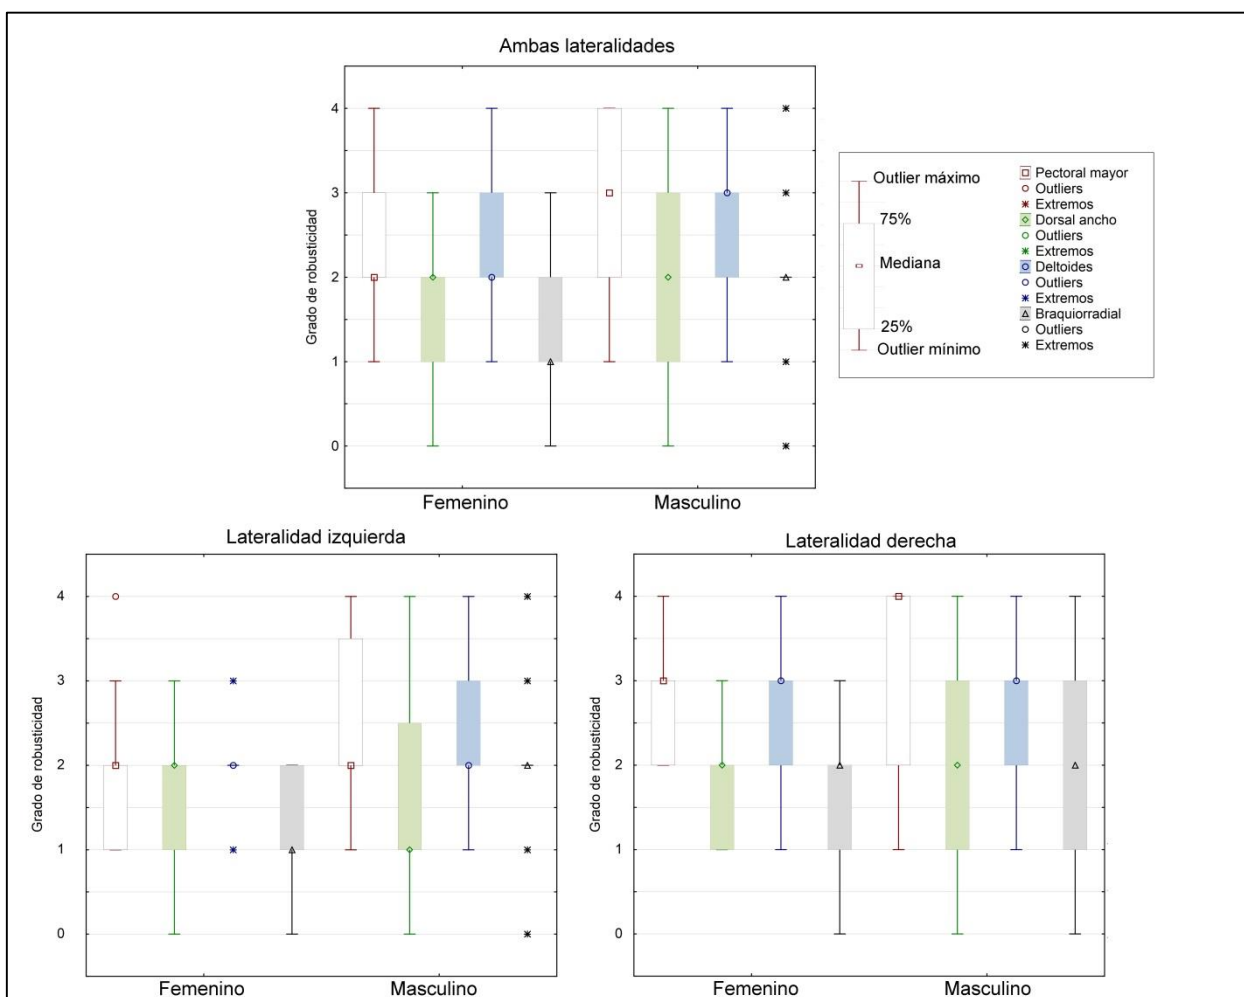 Ambas lateralidades
Grado de robusticidad
4
3
2
1
0
Femenino
Masculino
Outlier máximo
75%
Mediana
25%
Outlier mínimo
Pectoral mayor
Outliers
Extremos
Dorsal ancho
Outliers
Extremos
Deltoides
Outliers
Extremos
Braquiorradial
Outliers
Extremos
Lateralidad izquierda
Grado de robusticidad
4
3
2
1
0
Femenino
Masculino
Lateralidad derecha
Grado de robusticidad
4
3
2
1
0
Femenino
Masculino